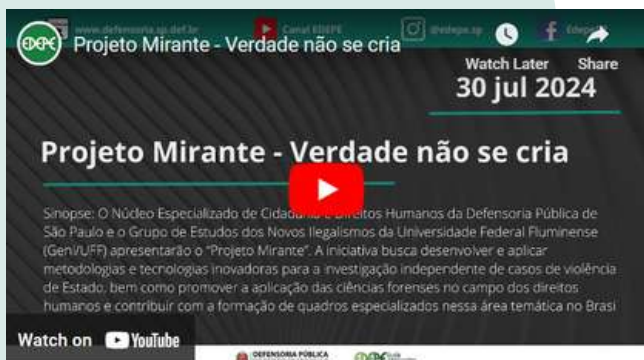 www.defensoria.sp.def.br Canal EDEPE @edepe.sp
EDEPE Projeto Mirante - Verdade não se cria
Watch Later Share
30 jul 2024
Projeto Mirante - Verdade não se cria
Sinopse: O Núcleo Especializado de Cidadania e Direitos Humanos da Defensoria Pública de
São Paulo e o Grupo de Estudos dos Novos Ilegalismos da Universidade Federal Fluminense
(Geni/UFF) apresentarão o "Projeto Mirante". A iniciativa busca desenvolver e aplicar
metodologias e tecnologias inovadoras para a investigação independente de casos de violência
de Estado, bem como promover a aplicação das ciências forenses no campo dos direitos
humanos e contribuir com a formação de quadros especializados nessa área temática no Brasi
Watch on YouTube
DEFENSORIA PÚBLICA EDEPE